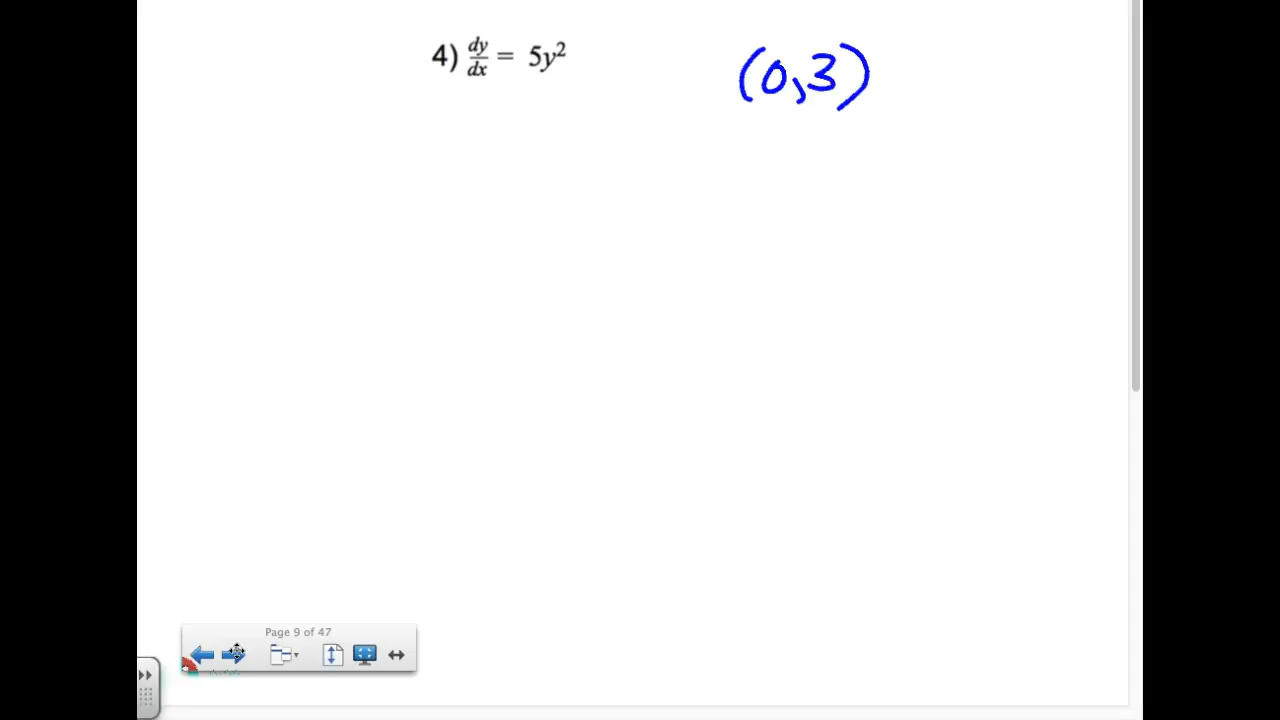 4) dy/dx = 5y² (0,3)
Page 9 of 47